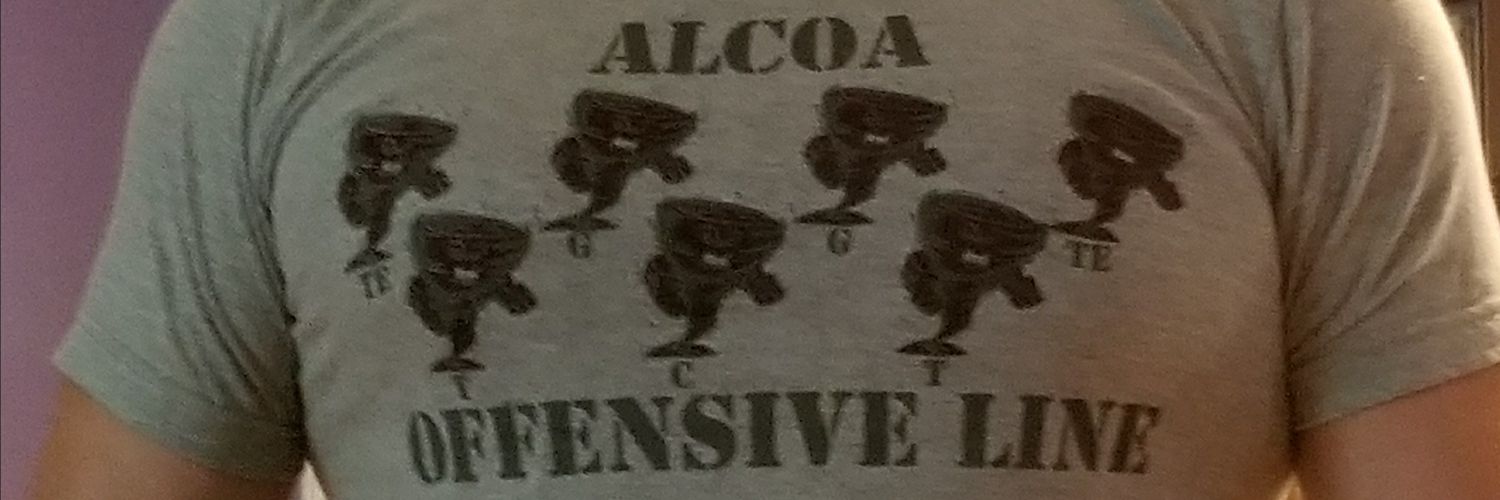 ALCOA
G G
TE TE
T C T
OFFENSIVE LINE